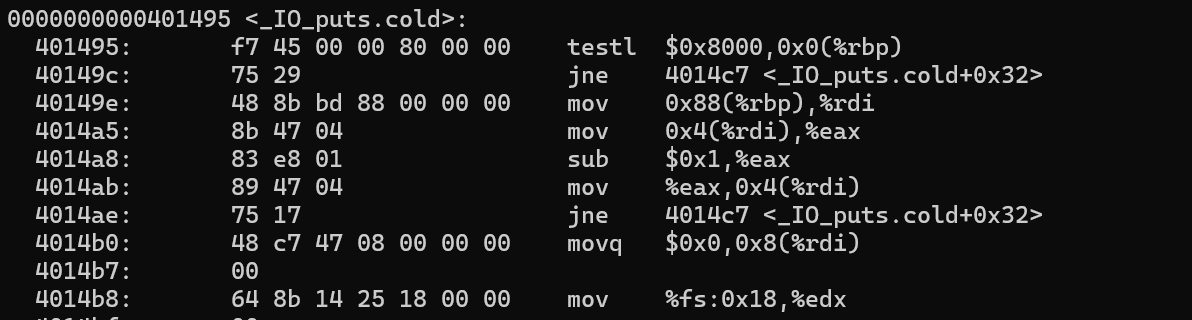 0000000000401495 <_IO_puts.cold>:
401495: f7 45 00 00 80 00 00 testl $0x8000,0x0(%rbp)
40149c: 75 29 jne 4014c7 <_IO_puts.cold+0x32>
40149e: 48 8b bd 88 00 00 00 mov 0x88(%rbp),%rdi
4014a5: 8b 47 04 mov 0x4(%rdi),%eax
4014a8: 83 e8 01 sub $0x1,%eax
4014ab: 89 47 04 mov %eax,0x4(%rdi)
4014ae: 75 17 jne 4014c7 <_IO_puts.cold+0x32>
4014b0: 48 c7 47 08 00 00 00 movq $0x0,0x8(%rdi)
4014b7: 00
4014b8: 64 8b 14 25 18 00 00 mov %fs:0x18,%edx